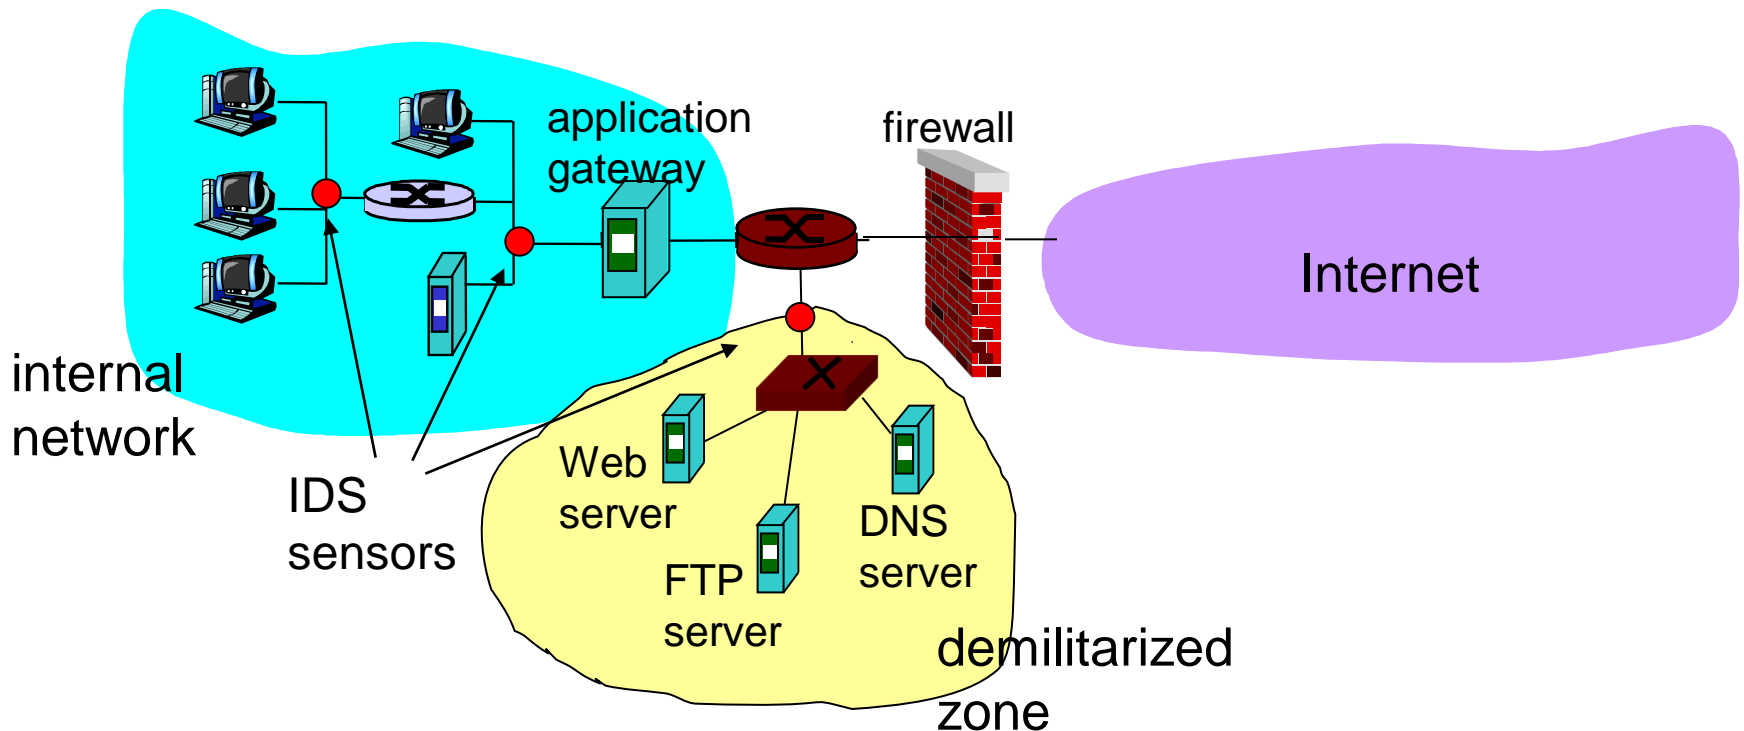 application
gateway
firewall
Internet
internal
network
IDS
sensors
Web
server
FTP
server
DNS
server
demilitarized
zone